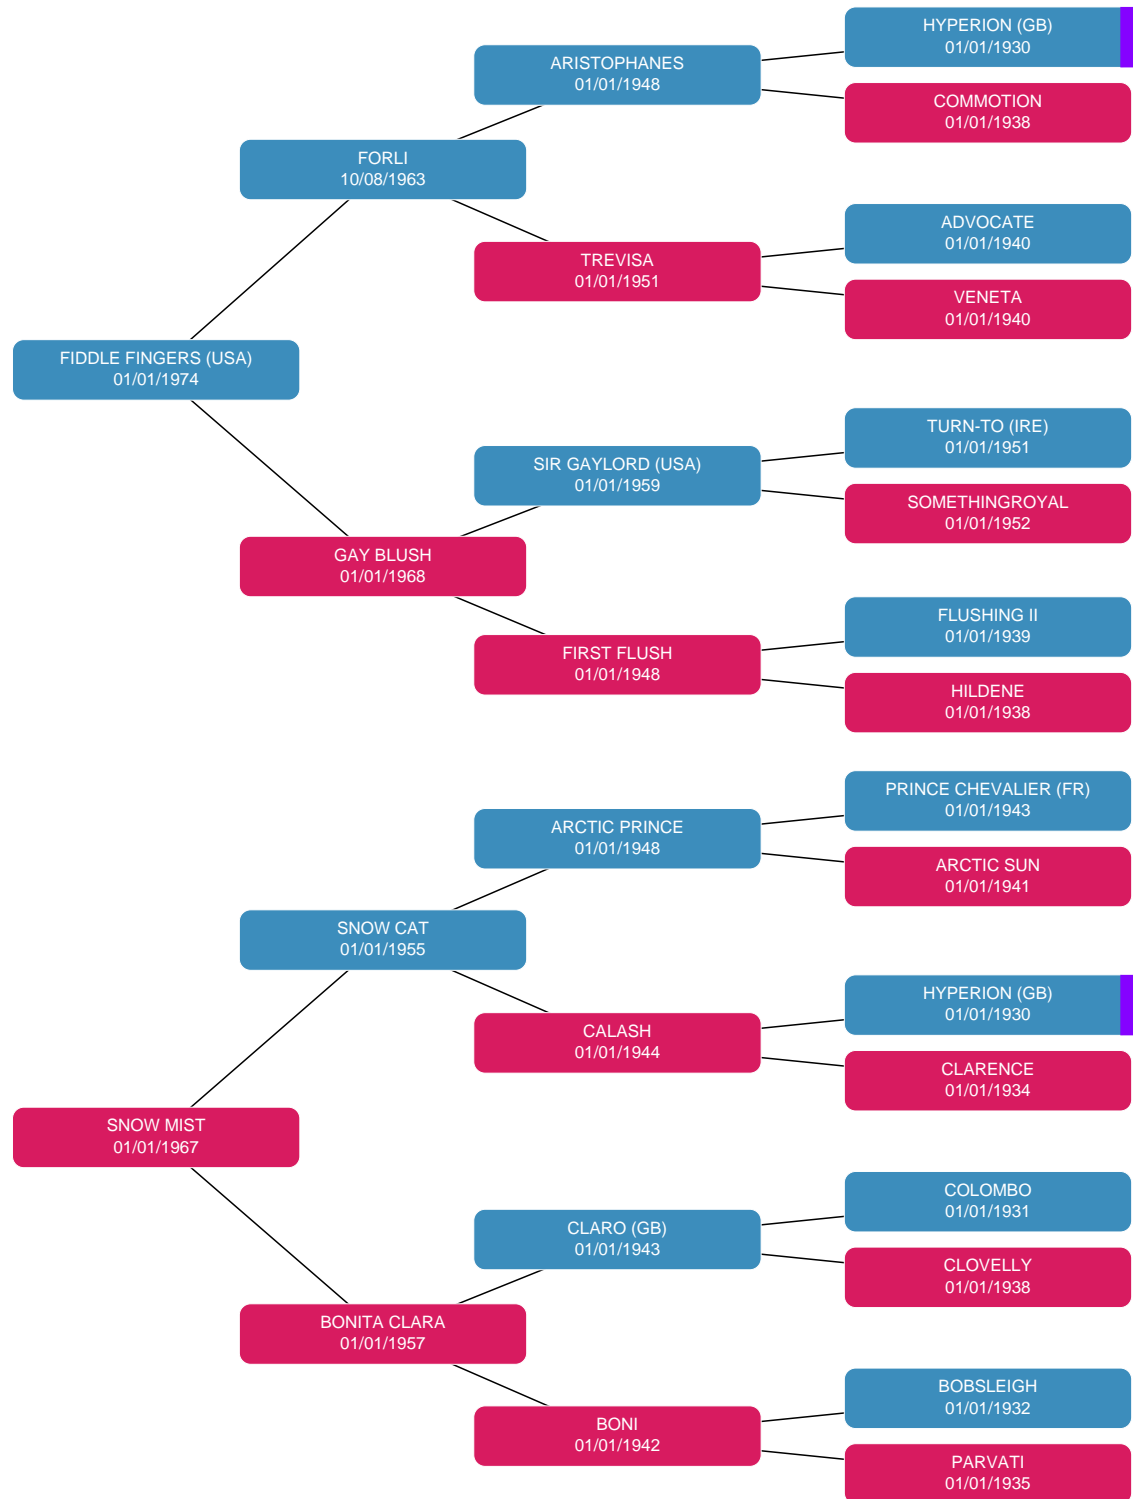 HYPERION (GB)
01/01/1930
ARISTOPHANES
01/01/1948
COMMOTION
01/01/1938
FORLI
10/08/1963
ADVOCATE
01/01/1940
TREVISA
01/01/1951
VENETA
01/01/1940
FIDDLE FINGERS (USA)
01/01/1974
TURN-TO (IRE)
01/01/1951
SIR GAYLORD (USA)
01/01/1959
SOMETHINGROYAL
01/01/1952
GAY BLUSH
01/01/1968
FLUSHING II
01/01/1939
FIRST FLUSH
01/01/1948
HILDENE
01/01/1938
PRINCE CHEVALIER (FR)
01/01/1943
ARCTIC PRINCE
01/01/1948
ARCTIC SUN
01/01/1941
SNOW CAT
01/01/1955
HYPERION (GB)
01/01/1930
CALASH
01/01/1944
CLARENCE
01/01/1934
SNOW MIST
01/01/1967
COLOMBO
01/01/1931
CLARO (GB)
01/01/1943
CLOVELLY
01/01/1938
BONITA CLARA
01/01/1957
BOBSLEIGH
01/01/1932
BONI
01/01/1942
PARVATI
01/01/1935